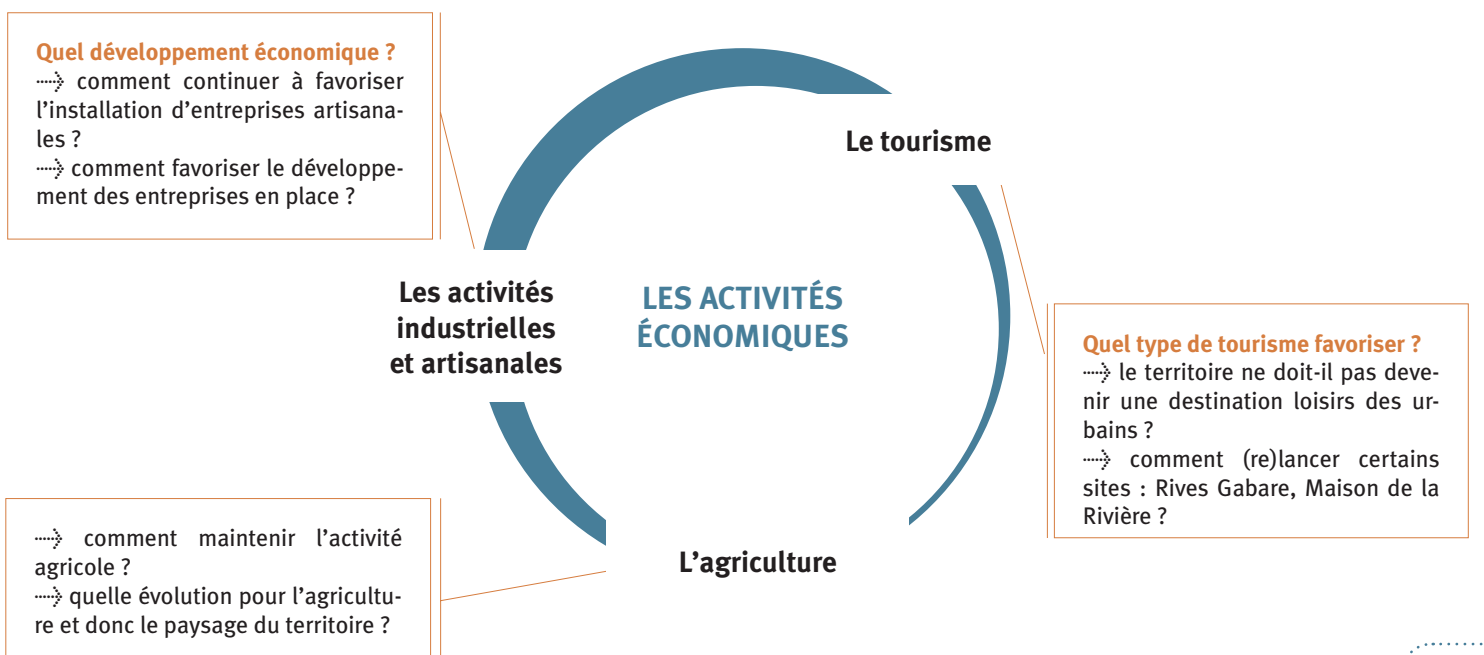 Quel développement économique ?
····> comment continuer à favoriser
l'installation d'entreprises artisana-
les ?
····> comment favoriser le développe-
ment des entreprises en place ?
Le tourisme
Les activités
industrielles
et artisanales
LES ACTIVITÉS
ÉCONOMIQUES
Quel type de tourisme favoriser ?
····> le territoire ne doit-il pas deve-
nir une destination loisirs des ur-
bains ?
····> comment (re)lancer certains
sites : Rives Gabare, Maison de la
Rivière ?
····> comment maintenir l'activité
agricole ?
····> quelle évolution pour l'agricultu-
re et donc le paysage du territoire ?
L'agriculture